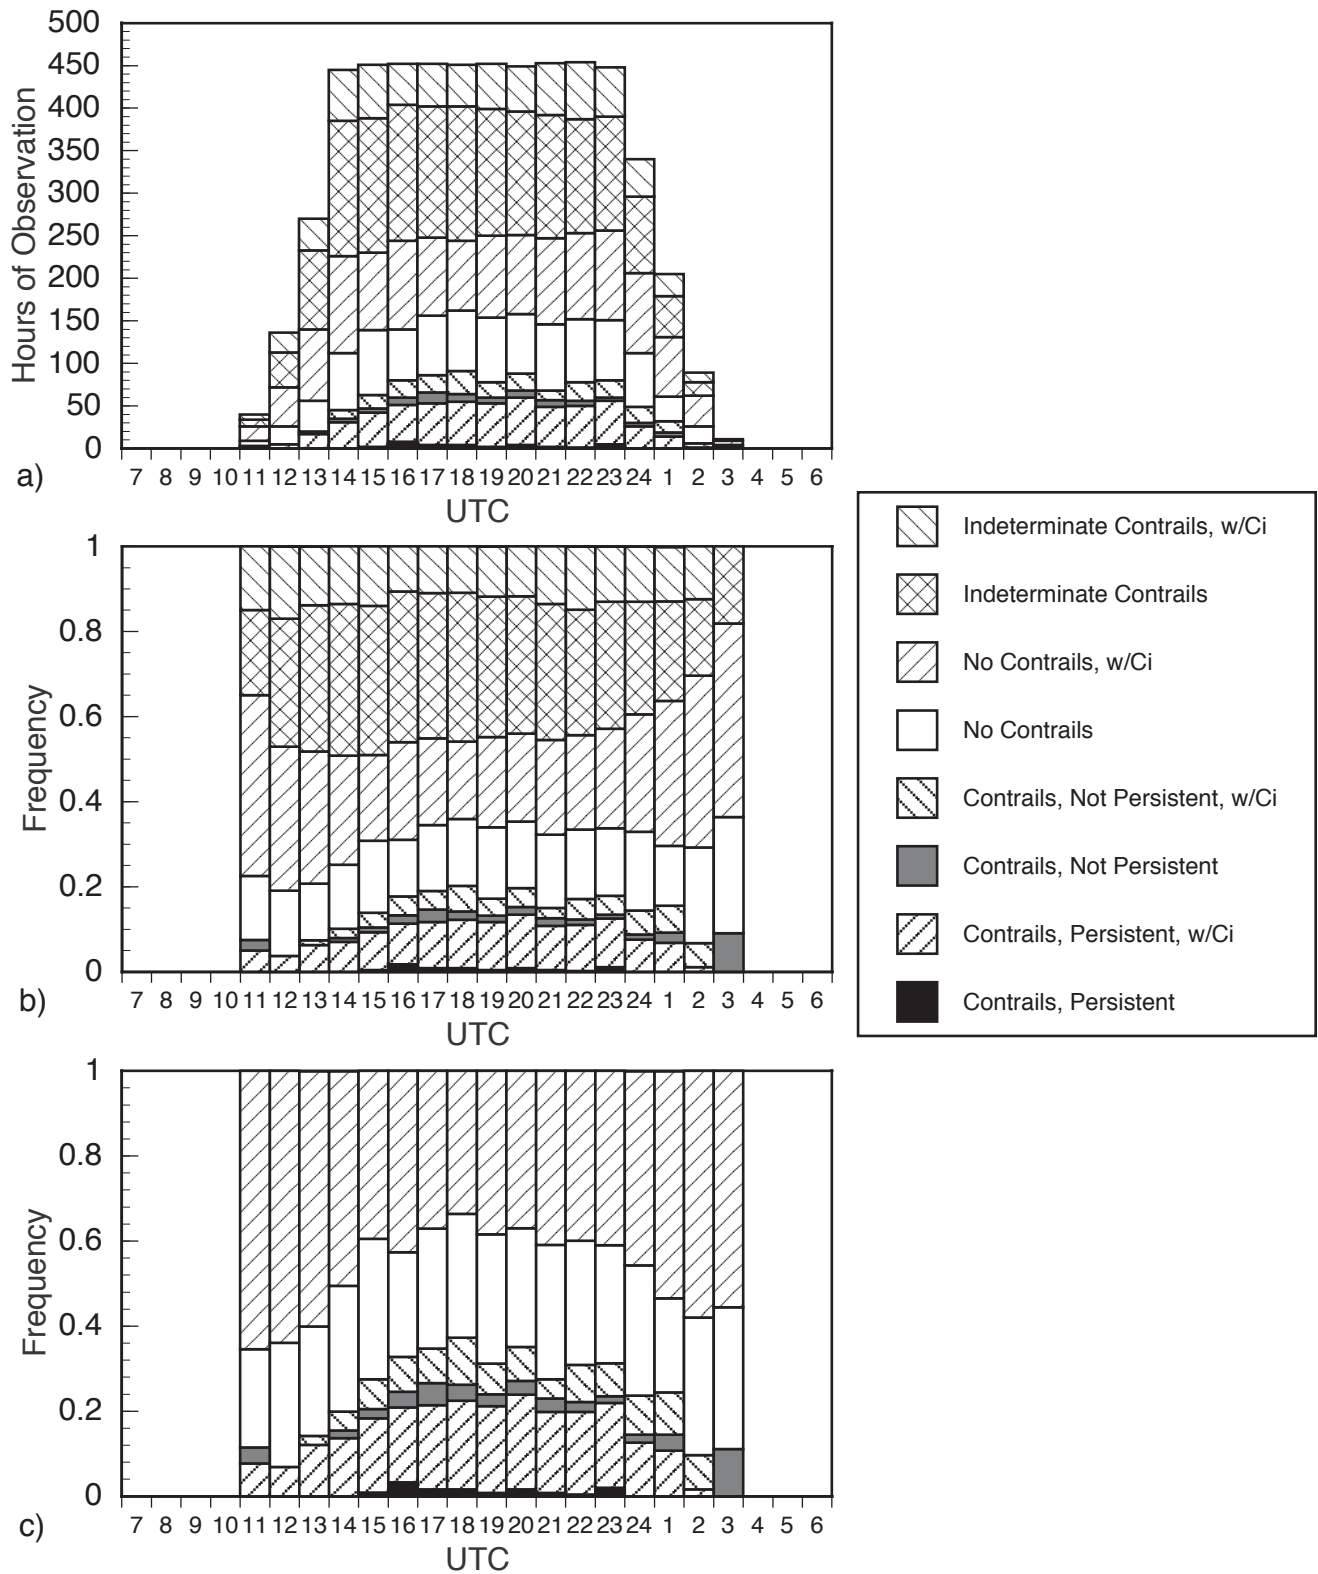 500
450
400
350
300
250
200
150
100
50
0
Hours of Observation
7 8 9 10 11 12 13 14 15 16 17 18 19 20 21 22 23 24 1 2 3 4 5 6
a)
UTC
Indeterminate Contrails, w/Ci
Indeterminate Contrails
No Contrails, w/Ci
No Contrails
Contrails, Not Persistent, w/Ci
Contrails, Not Persistent
Contrails, Persistent, w/Ci
Contrails, Persistent
1
0.8
0.6
0.4
0.2
0
Frequency
7 8 9 10 11 12 13 14 15 16 17 18 19 20 21 22 23 24 1 2 3 4 5 6
b)
UTC
1
0.8
0.6
0.4
0.2
0
Frequency
7 8 9 10 11 12 13 14 15 16 17 18 19 20 21 22 23 24 1 2 3 4 5 6
c)
UTC